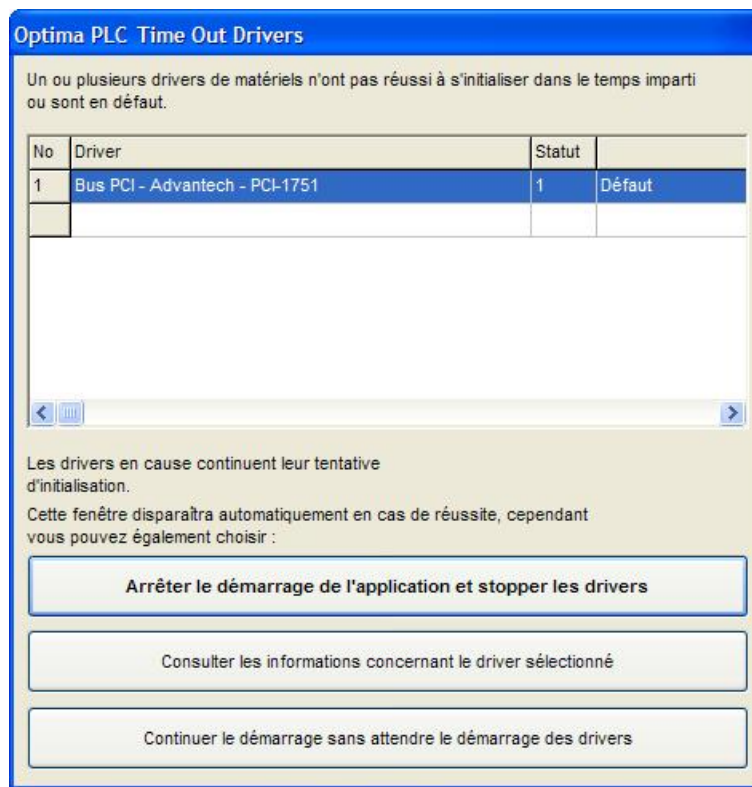 Optima PLC Time Out Drivers
Un ou plusieurs drivers de matériels n'ont pas réussi à s'initialiser dans le temps imparti
ou sont en défaut.
No Driver Statut
1 Bus PCI - Advantech - PCI-1751 1 Défaut
Les drivers en cause continuent leur tentative
d'initialisation.
Cette fenêtre disparaîtra automatiquement en cas de réussite, cependant
vous pouvez également choisir :
Arrêter le démarrage de l'application et stopper les drivers
Consulter les informations concernant le driver sélectionné
Continuer le démarrage sans attendre le démarrage des drivers